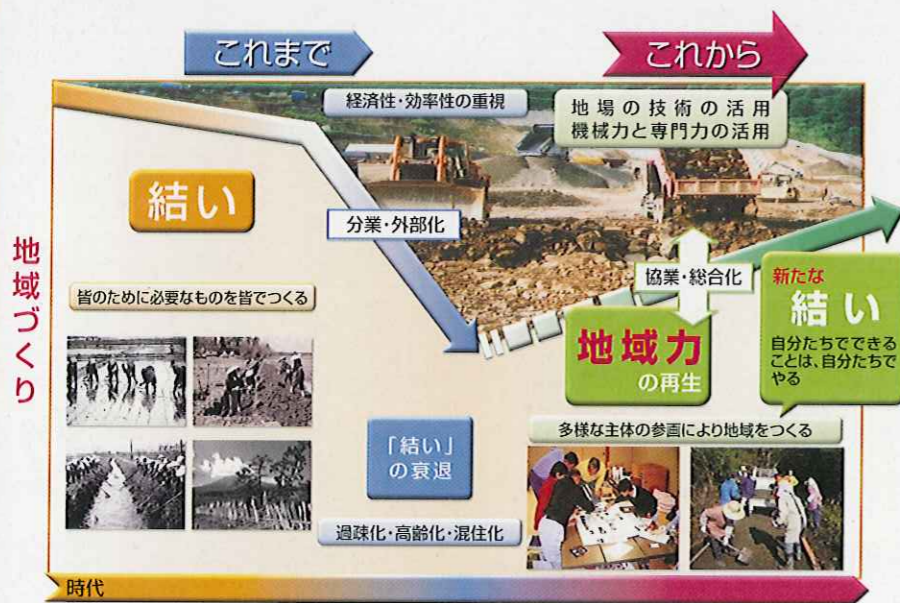 これまで
これから
経済性・効率性の重視
地場の技術の活用
機械力と専門力の活用
結い
分業・外部化
地域づくり
協業・総合化
新たな
結い
自分たちでできる
ことは、自分たちで
やる
皆のために必要なものを皆でつくる
地域力
の再生
「結い」
の衰退
多様な主体の参画により地域をつくる
過疎化・高齢化・混住化
時代